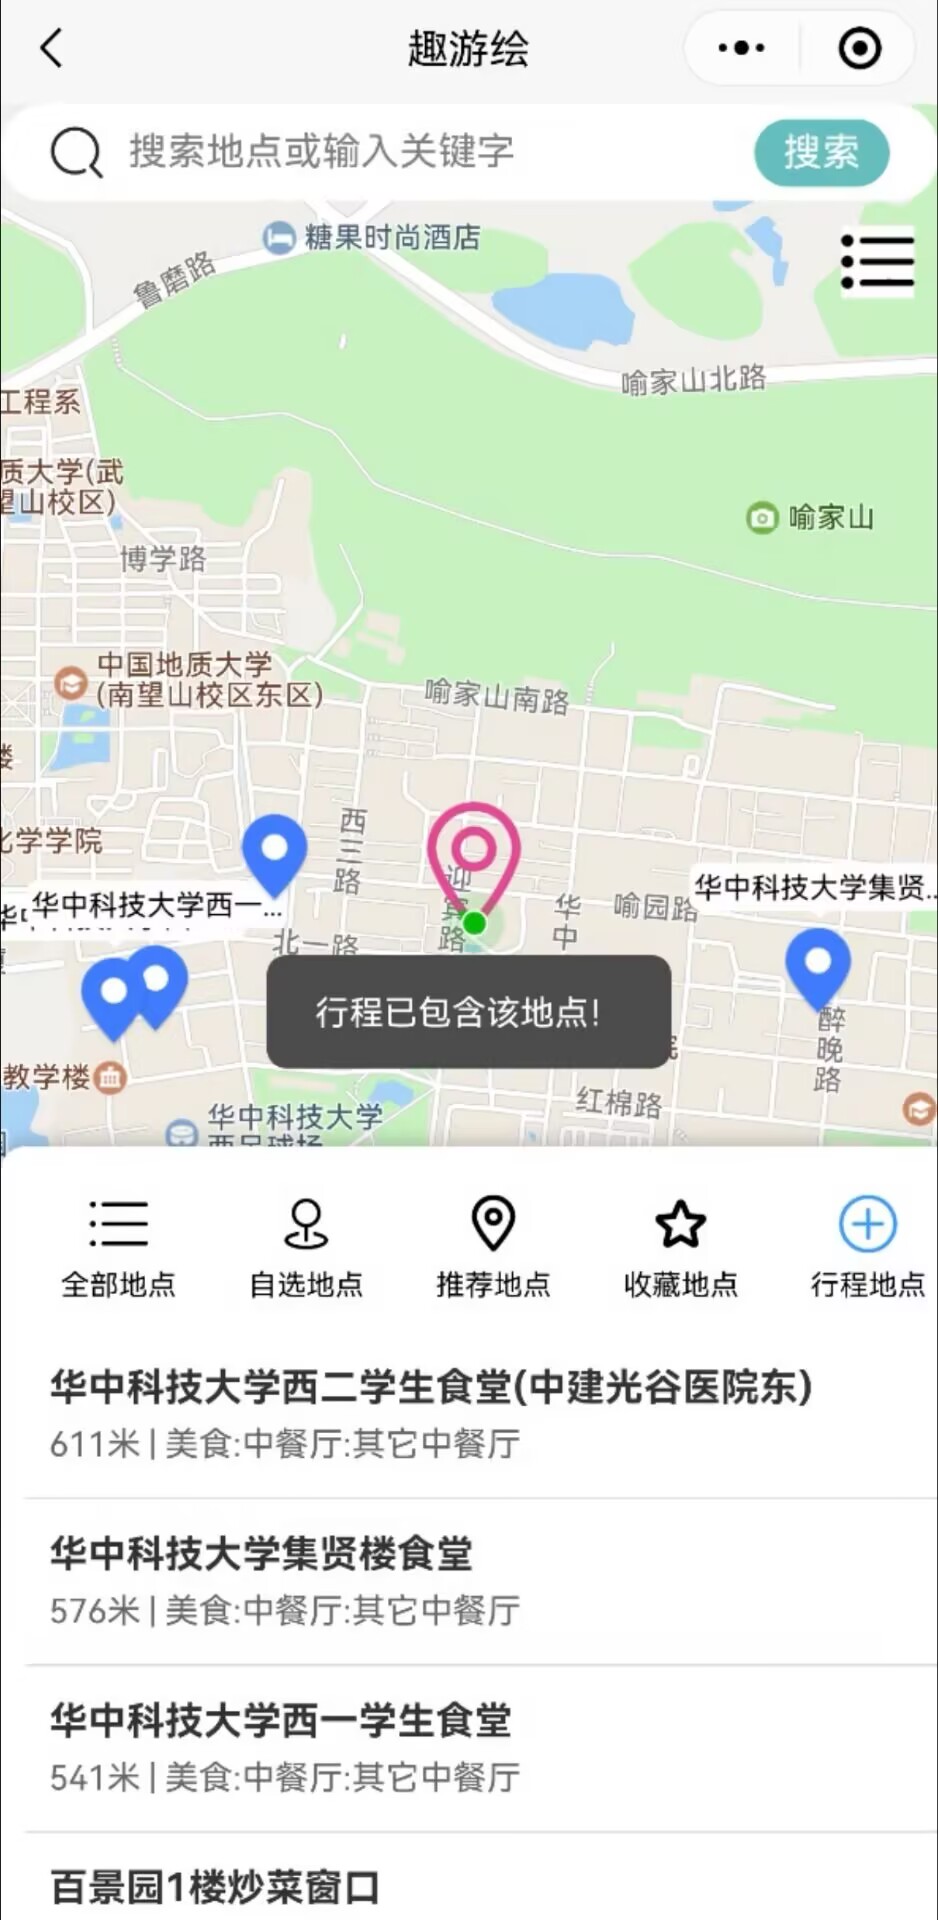 趣游绘
搜索地点或输入关键字
搜索
糖果时尚酒店
鲁磨路
喻家山北路
工程系
质大学(武
望山校区)
喻家山
博学路
中国地质大学
(南望山校区东区)
喻家山南路
楼
化学学院
西三路
迎宾路
华中
喻园路
华中科技大学集贤...
华中科技大学西一...
北一路
行程已包含该地点!
醉晚路
教学楼
红棉路
华中科技大学
西足球场
全部地点
自选地点
推荐地点
收藏地点
行程地点
华中科技大学西二学生食堂(中建光谷医院东)
611米|美食:中餐厅:其它中餐厅
华中科技大学集贤楼食堂
576米|美食:中餐厅:其它中餐厅
华中科技大学西一学生食堂
541米|美食:中餐厅:其它中餐厅
百景园1楼炒菜窗口